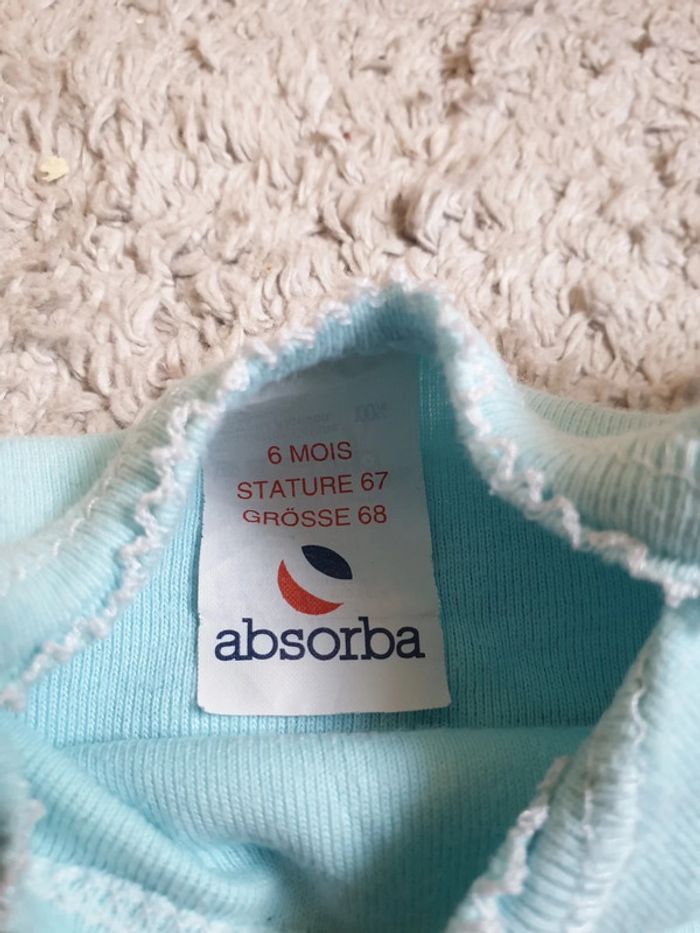 6 MOIS
STATURE 67
GRÖSSE 68
absorba